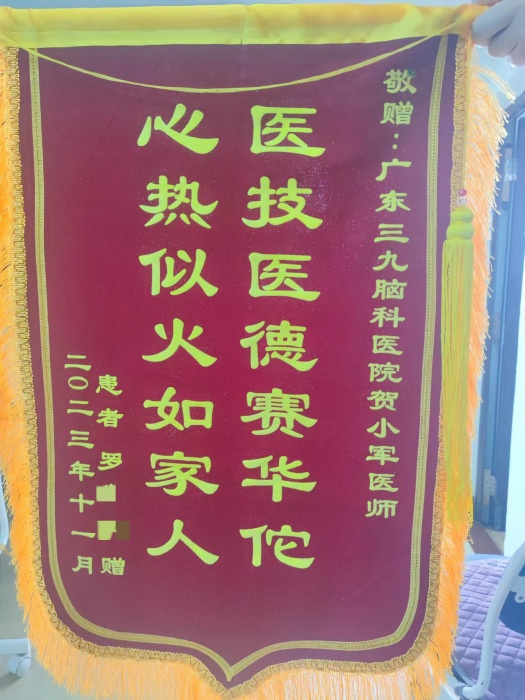 敬赠:广东三九脑科医院贺小军医师
医技医德赛华佗
心热似火如家人
患者罗赠
二〇二三年十一月